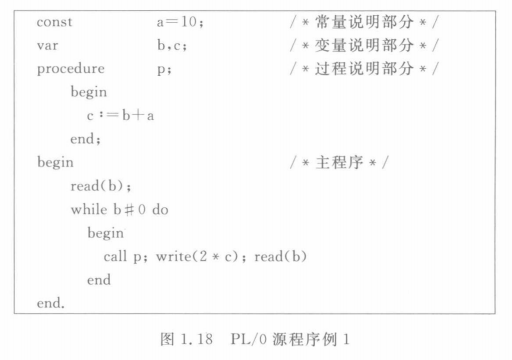 const a=10; /*常量说明部分*/
var b,c; /*变量说明部分*/
procedure p; /*过程说明部分*/
begin
c:=b+a
end;
begin /*主程序*/
read(b);
while b#0 do
begin
call p; write(2*c); read(b)
end
end.
图 1.18 PL/0 源程序例 1